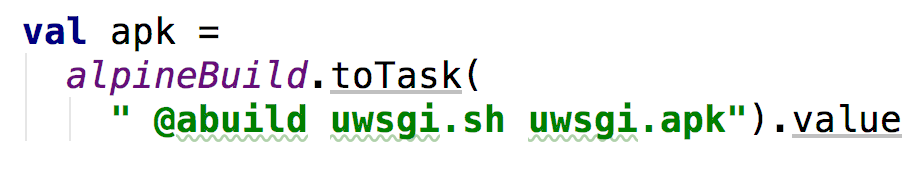 val apk =
alpineBuild.toTask(
" @abuild uwsgi.sh uwsgi.apk").value